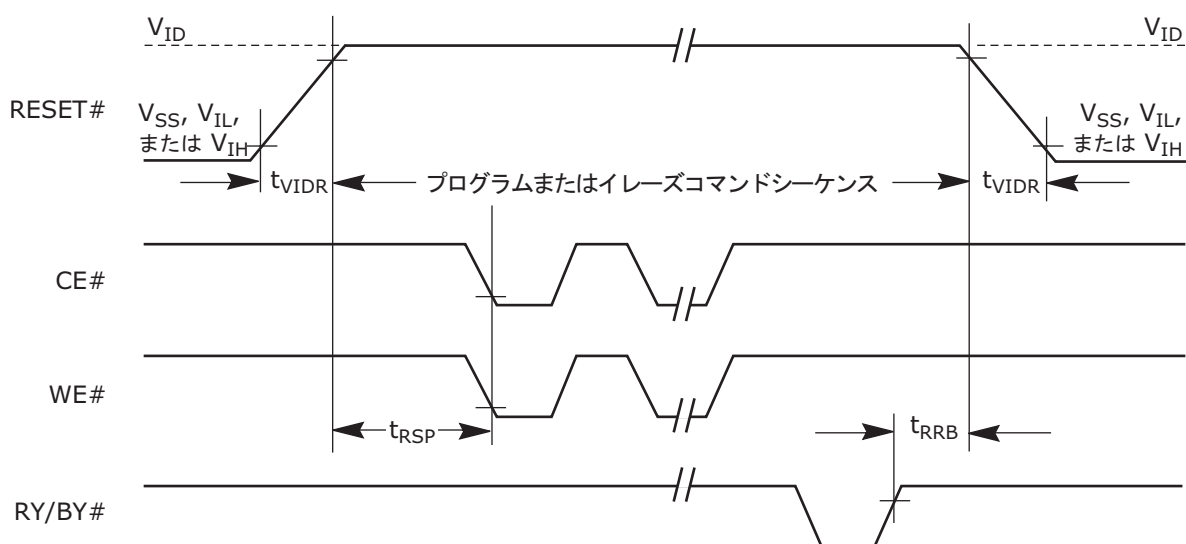 VID
VID
RESET#
VSS, VIL,
または VIH
VSS, VIL,
または VIH
tVIDR
プログラムまたはイレーズコマンドシーケンス
tVIDR
CE#
WE#
tRSP
tRRB
RY/BY#